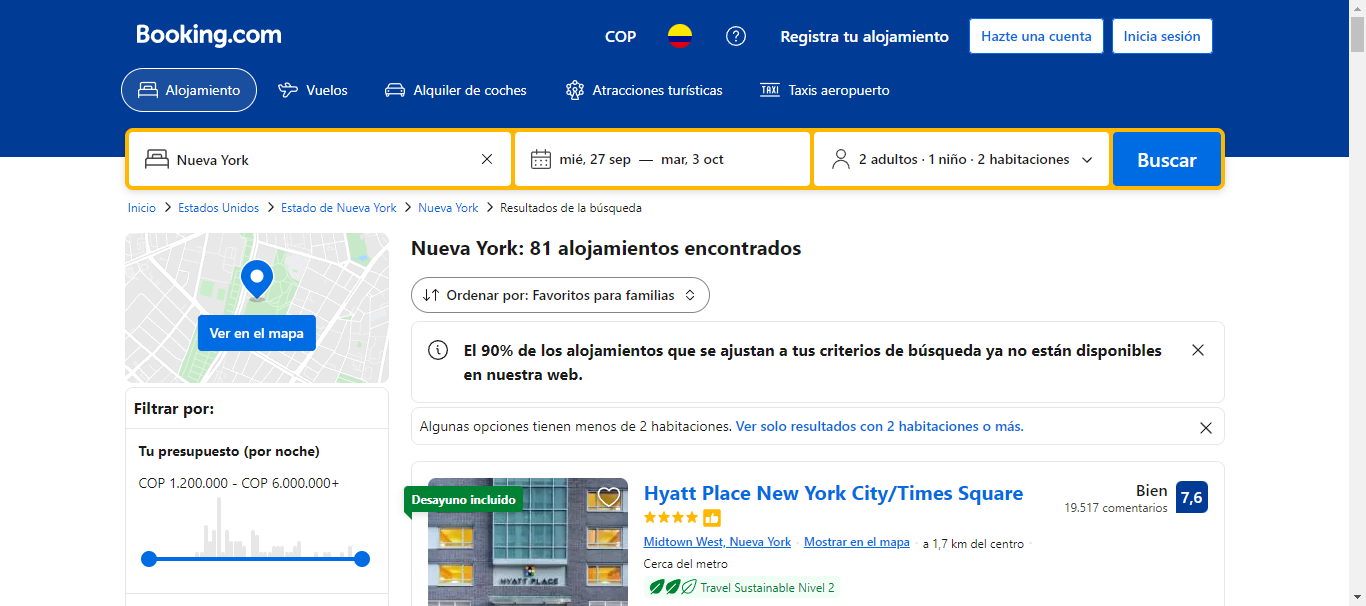 Booking.com
COP
Registra tu alojamiento
Hazte una cuenta
Inicia sesión
Alojamiento
Vuelos
Alquiler de coches
Atracciones turísticas
TAXI Taxis aeropuerto
Nueva York
mié, 27 sep — mar, 3 oct
2 adultos · 1 niño · 2 habitaciones
Buscar
Inicio > Estados Unidos > Estado de Nueva York > Nueva York > Resultados de la búsqueda
Ver en el mapa
Filtrar por:
Tu presupuesto (por noche)
COP 1.200.000 - COP 6.000.000+
Nueva York: 81 alojamientos encontrados
Ordenar por: Favoritos para familias
El 90% de los alojamientos que se ajustan a tus criterios de búsqueda ya no están disponibles
en nuestra web.
Algunas opciones tienen menos de 2 habitaciones. Ver solo resultados con 2 habitaciones o más.
Desayuno incluido
HYATT PLACE
Hyatt Place New York City/Times Square
Bien
7,6
19.517 comentarios
Midtown West, Nueva York · Mostrar en el mapa · a 1,7 km del centro ·
Cerca del metro
Travel Sustainable Nivel 2